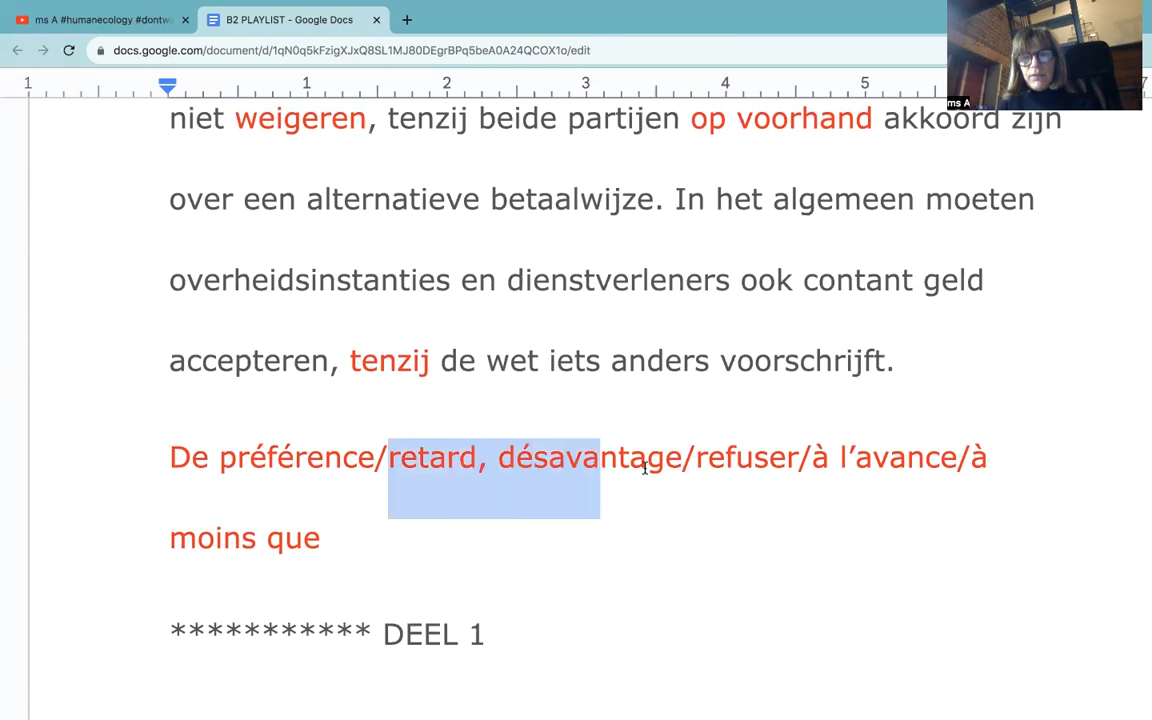 ms A #humanecology #dontw
B2 PLAYLIST - Google Docs
docs.google.com/document/d/1qN0q5kFzigXJxQ8SL1MJ80DEgrBPq5beA0A24QCOX1o/edit
1 1 2 3 4 5 7
ms A
niet weigeren, tenzij beide partijen op voorhand akkoord zijn
over een alternatieve betaalwijze. In het algemeen moeten
overheidsinstanties en dienstverleners ook contant geld
accepteren, tenzij de wet iets anders voorschrijft.
De préférence/retard, désavantage/refuser/à l’avance/à
moins que
*********** DEEL 1